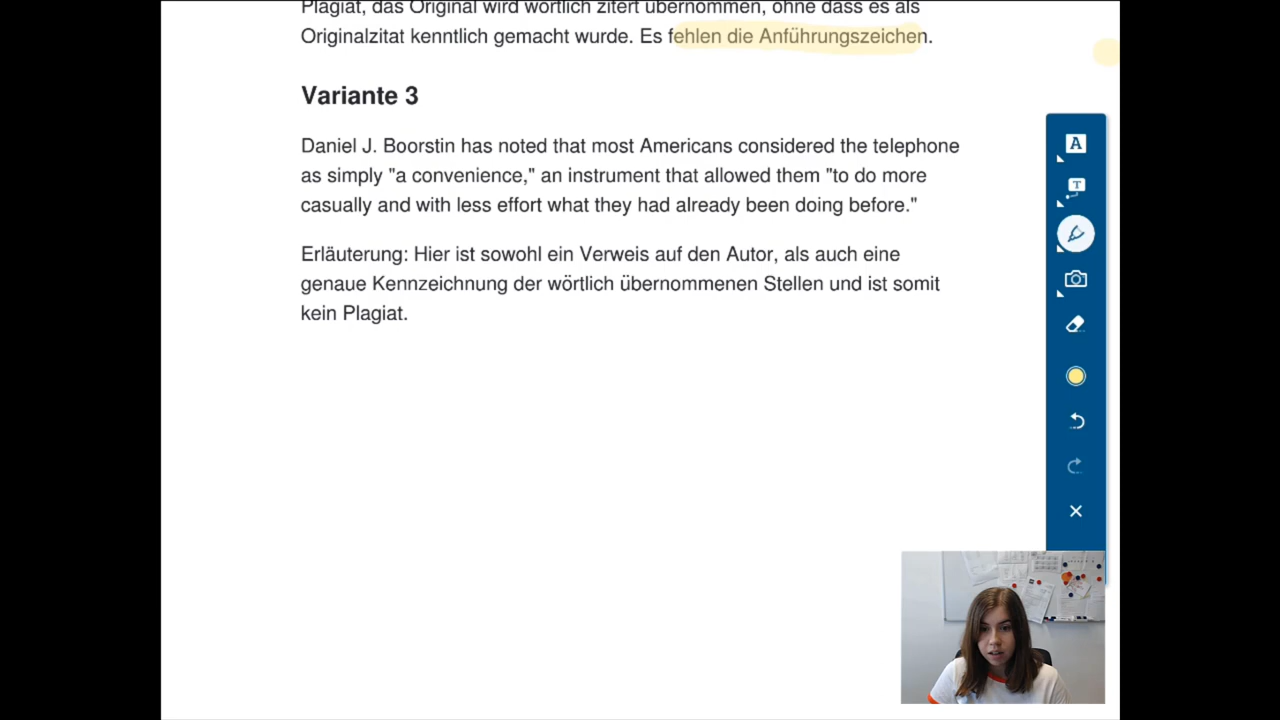 Plagiat, das Original wird wörtlich zitert übernommen, ohne dass es als
Originalzitat kenntlich gemacht wurde. Es fehlen die Anführungszeichen.
Variante 3
Daniel J. Boorstin has noted that most Americans considered the telephone
as simply "a convenience," an instrument that allowed them "to do more
casually and with less effort what they had already been doing before."
Erläuterung: Hier ist sowohl ein Verweis auf den Autor, als auch eine
genaue Kennzeichnung der wörtlich übernommenen Stellen und ist somit
kein Plagiat.
A
T